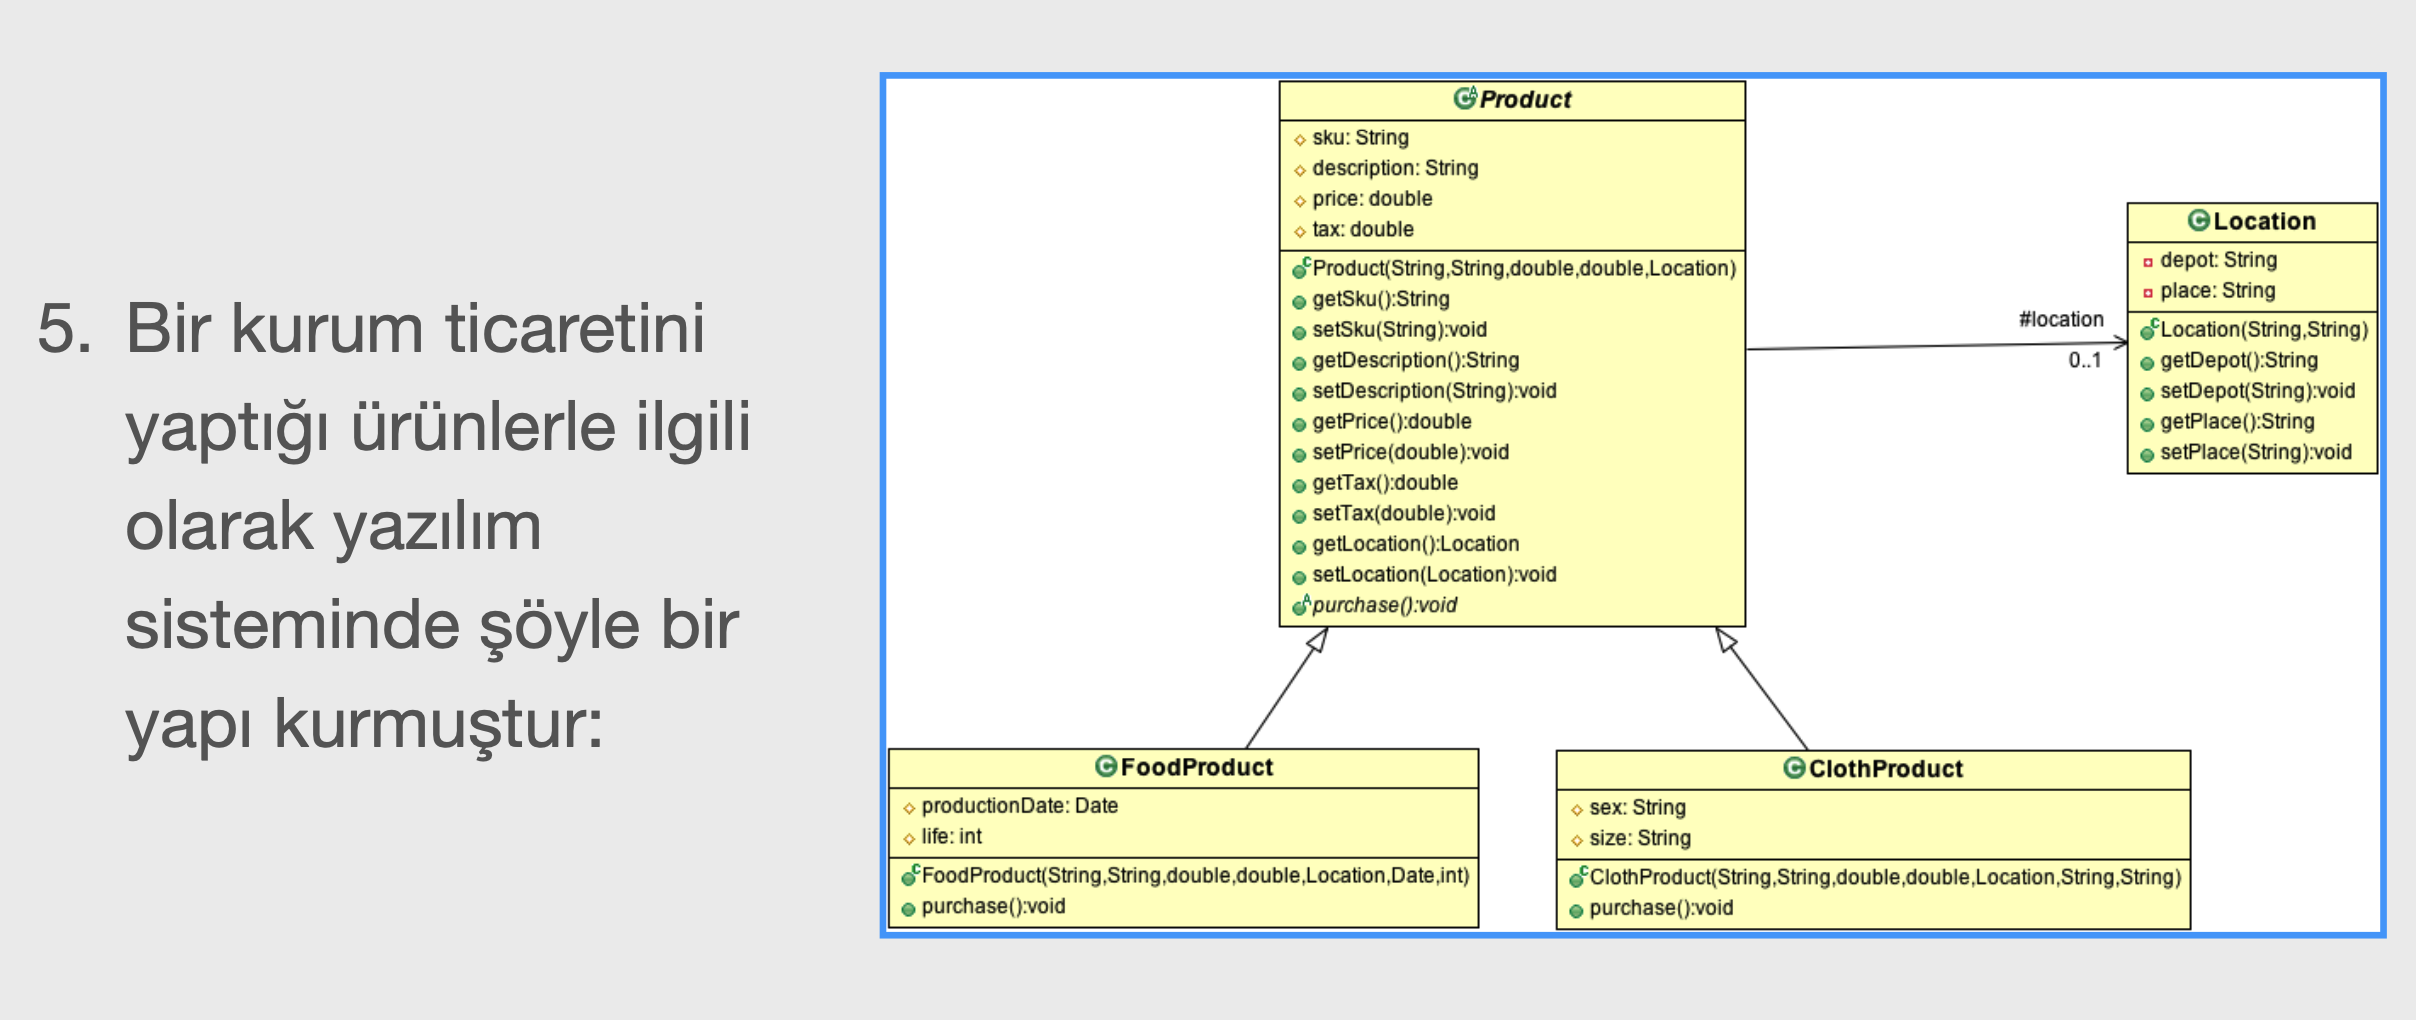 5. Bir kurum ticaretini
yaptığı ürünlerle ilgili
olarak yazılım
sisteminde şöyle bir
yapı kurmuştur:
Product
sku: String
description: String
price: double
tax: double
Product(String,String,double,double,Location)
getSku():String
setSku(String):void
getDescription():String
setDescription(String):void
getPrice():double
setPrice(double):void
getTax():double
setTax(double):void
getLocation():Location
setLocation(Location):void
purchase():void
#location
0..1
Location
depot: String
place: String
Location(String,String)
getDepot():String
setDepot(String):void
getPlace():String
setPlace(String):void
FoodProduct
productionDate: Date
life: int
FoodProduct(String,String,double,double,Location,Date,int)
purchase():void
ClothProduct
sex: String
size: String
ClothProduct(String,String,double,double,Location,String,String)
purchase():void